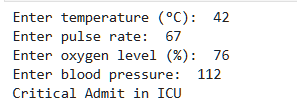 Enter temperature (°C):  42
Enter pulse rate:  67
Enter oxygen level (%):  76
Enter blood pressure:  112
Critical Admit in ICU